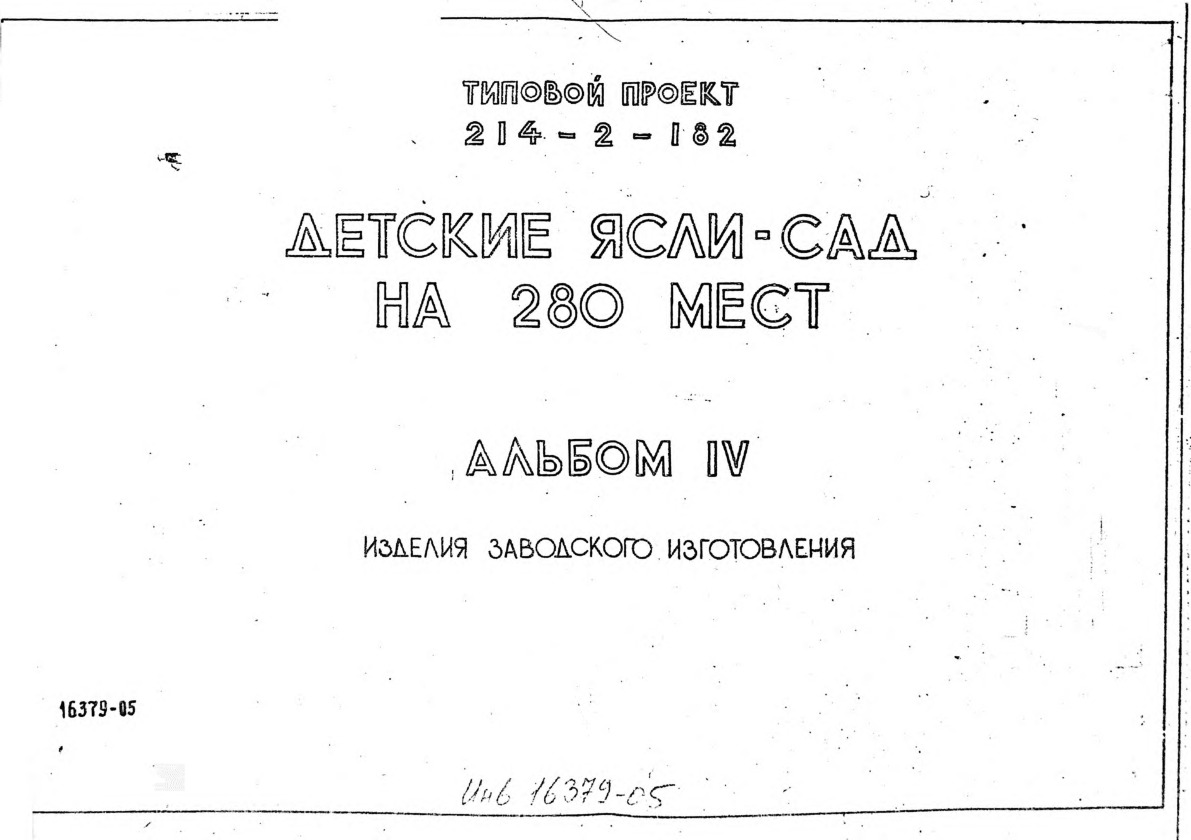 ТИПОВОЙ ПРОЕКТ
214-2-182
ДЕТСКИЕ ЯСЛИ-САД
НА 280 МЕСТ
АЛЬБОМ IV
ИЗДЕЛИЯ ЗАВОДСКОГО ИЗГОТОВЛЕНИЯ
16379-05
Инв 16379-05